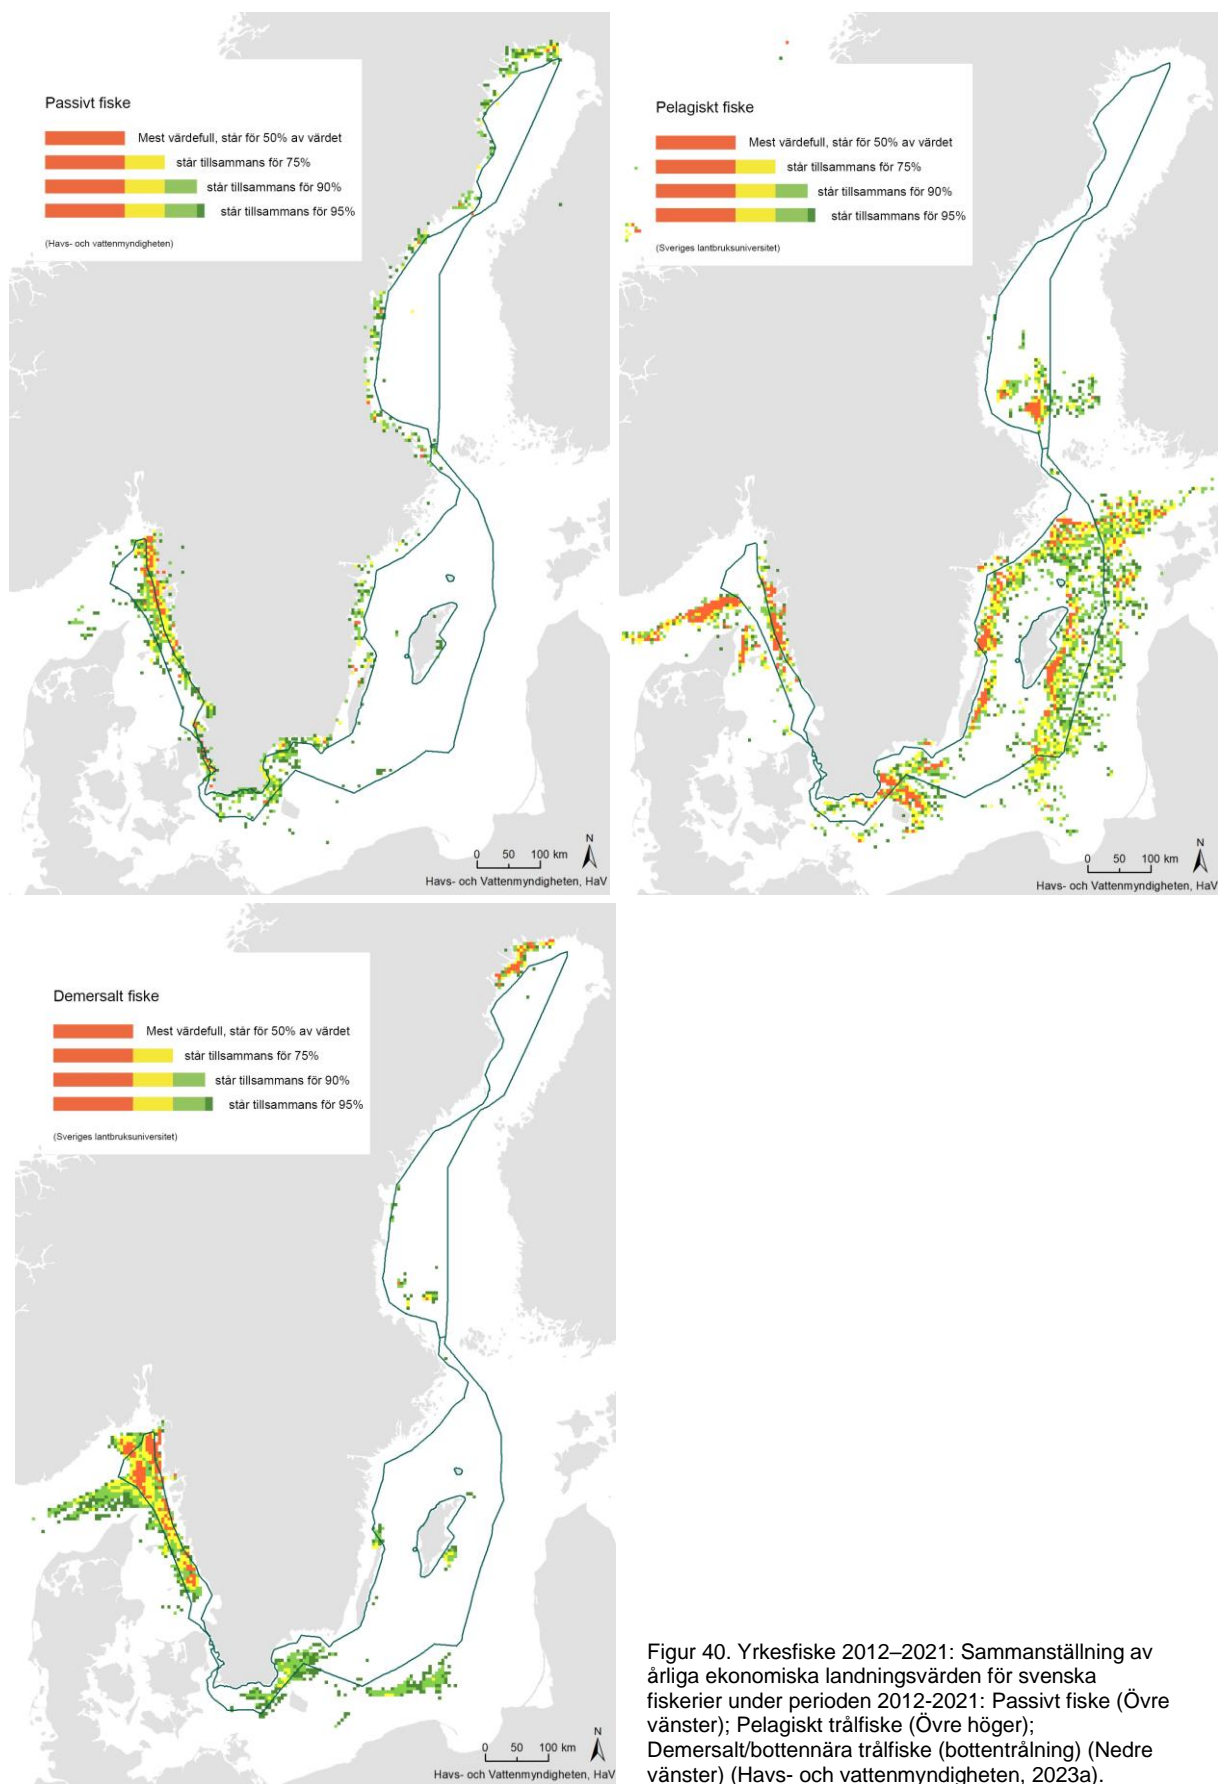 Passivt fiske
Mest värdefull, står för 50% av värdet
står tillsammans för 75%
står tillsammans för 90%
står tillsammans för 95%
(Havs- och vattenmyndigheten)
N
0 50 100 km
Havs- och Vattenmyndigheten, HaV
Pelagiskt fiske
Mest värdefull, står för 50% av värdet
står tillsammans för 75%
står tillsammans för 90%
står tillsammans för 95%
(Sveriges lantbruksuniversitet)
N
0 50 100 km
Havs- och Vattenmyndigheten, HaV
Demersalt fiske
Mest värdefull, står för 50% av värdet
står tillsammans för 75%
står tillsammans för 90%
står tillsammans för 95%
(Sveriges lantbruksuniversitet)
N
0 50 100 km
Havs- och Vattenmyndigheten, HaV
Figur 40. Yrkesfiske 2012–2021: Sammanställning av
årliga ekonomiska landningsvärden för svenska
fiskerier under perioden 2012-2021: Passivt fiske (Övre
vänster); Pelagiskt trålfiske (Övre höger);
Demersalt/bottennära trålfiske (bottentrålning) (Nedre
vänster) (Havs- och vattenmyndigheten, 2023a).